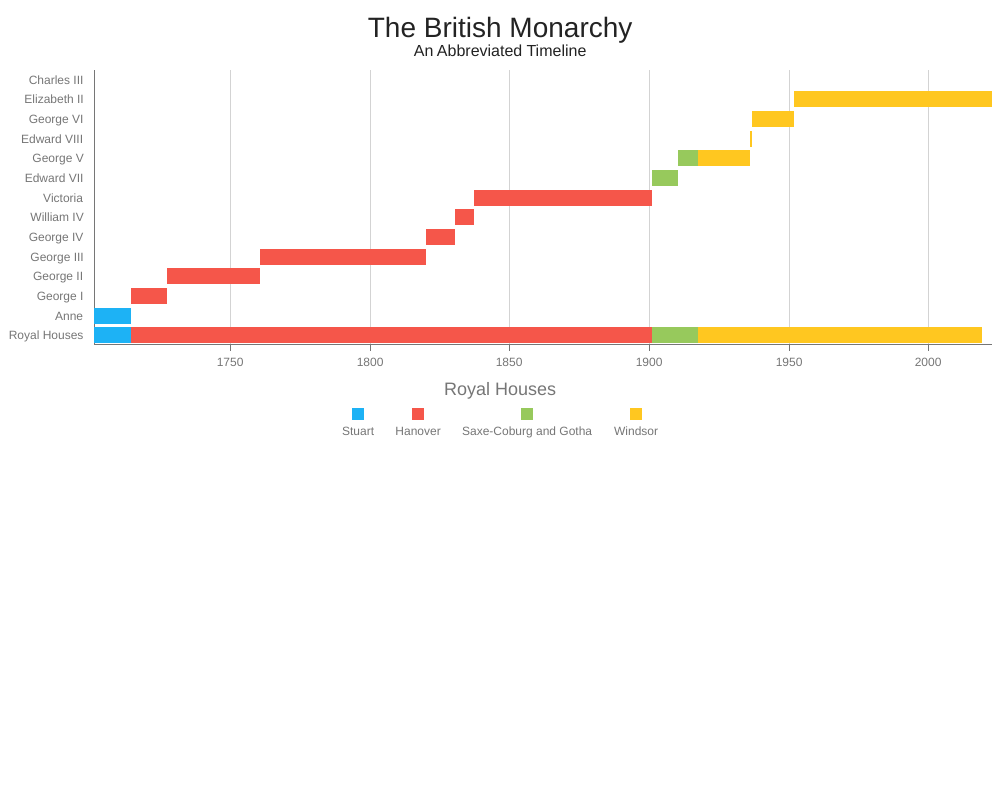 The British Monarchy
An Abbreviated Timeline
Charles III
Elizabeth II
George VI
Edward VIII
George V
Edward VII
Victoria
William IV
George IV
George III
George II
George I
Anne
Royal Houses
1750 1800 1850 1900 1950 2000
Royal Houses
Stuart Hanover Saxe-Coburg and Gotha Windsor